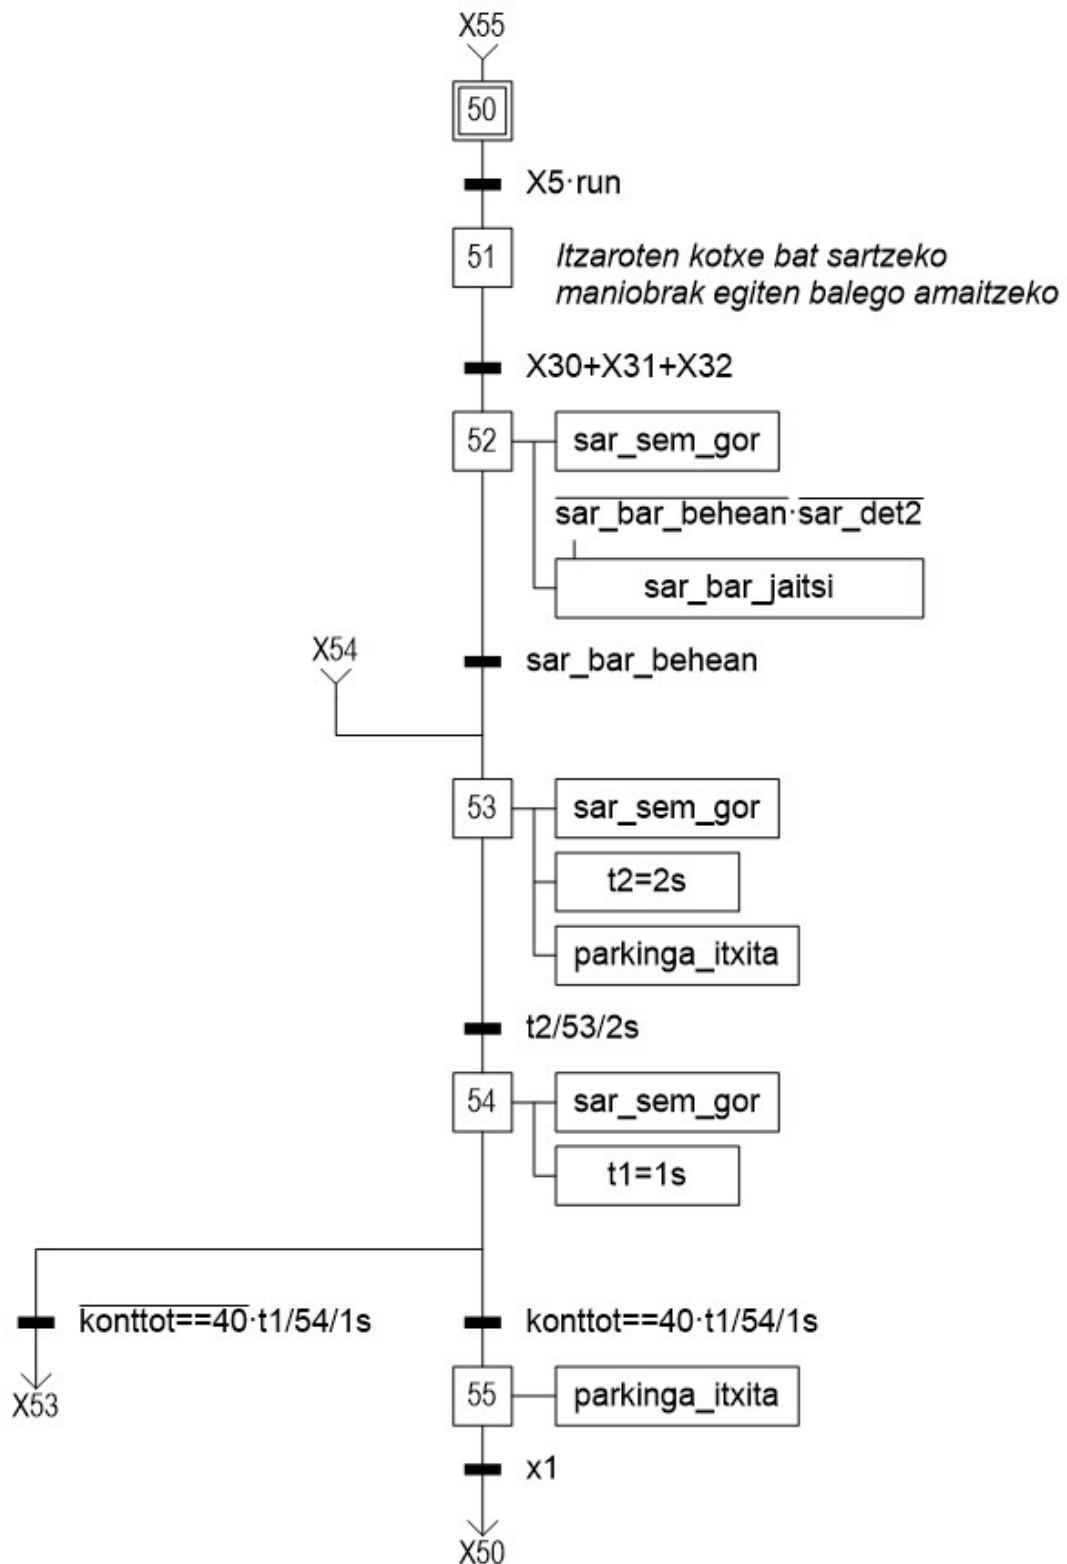 X55
50
X5·run
51
Itzaroten kotxe bat sartzeko
maniobrak egiten balego amaitzeko
X30+X31+X32
52
sar_sem_gor
sar_bar_behean·sar_det2
sar_bar_jaitsi
X54
sar_bar_behean
53
sar_sem_gor
t2=2s
parkinga_itxita
t2/53/2s
54
sar_sem_gor
t1=1s
konttot==40·t1/54/1s
konttot==40·t1/54/1s
X53
55
parkinga_itxita
x1
X50